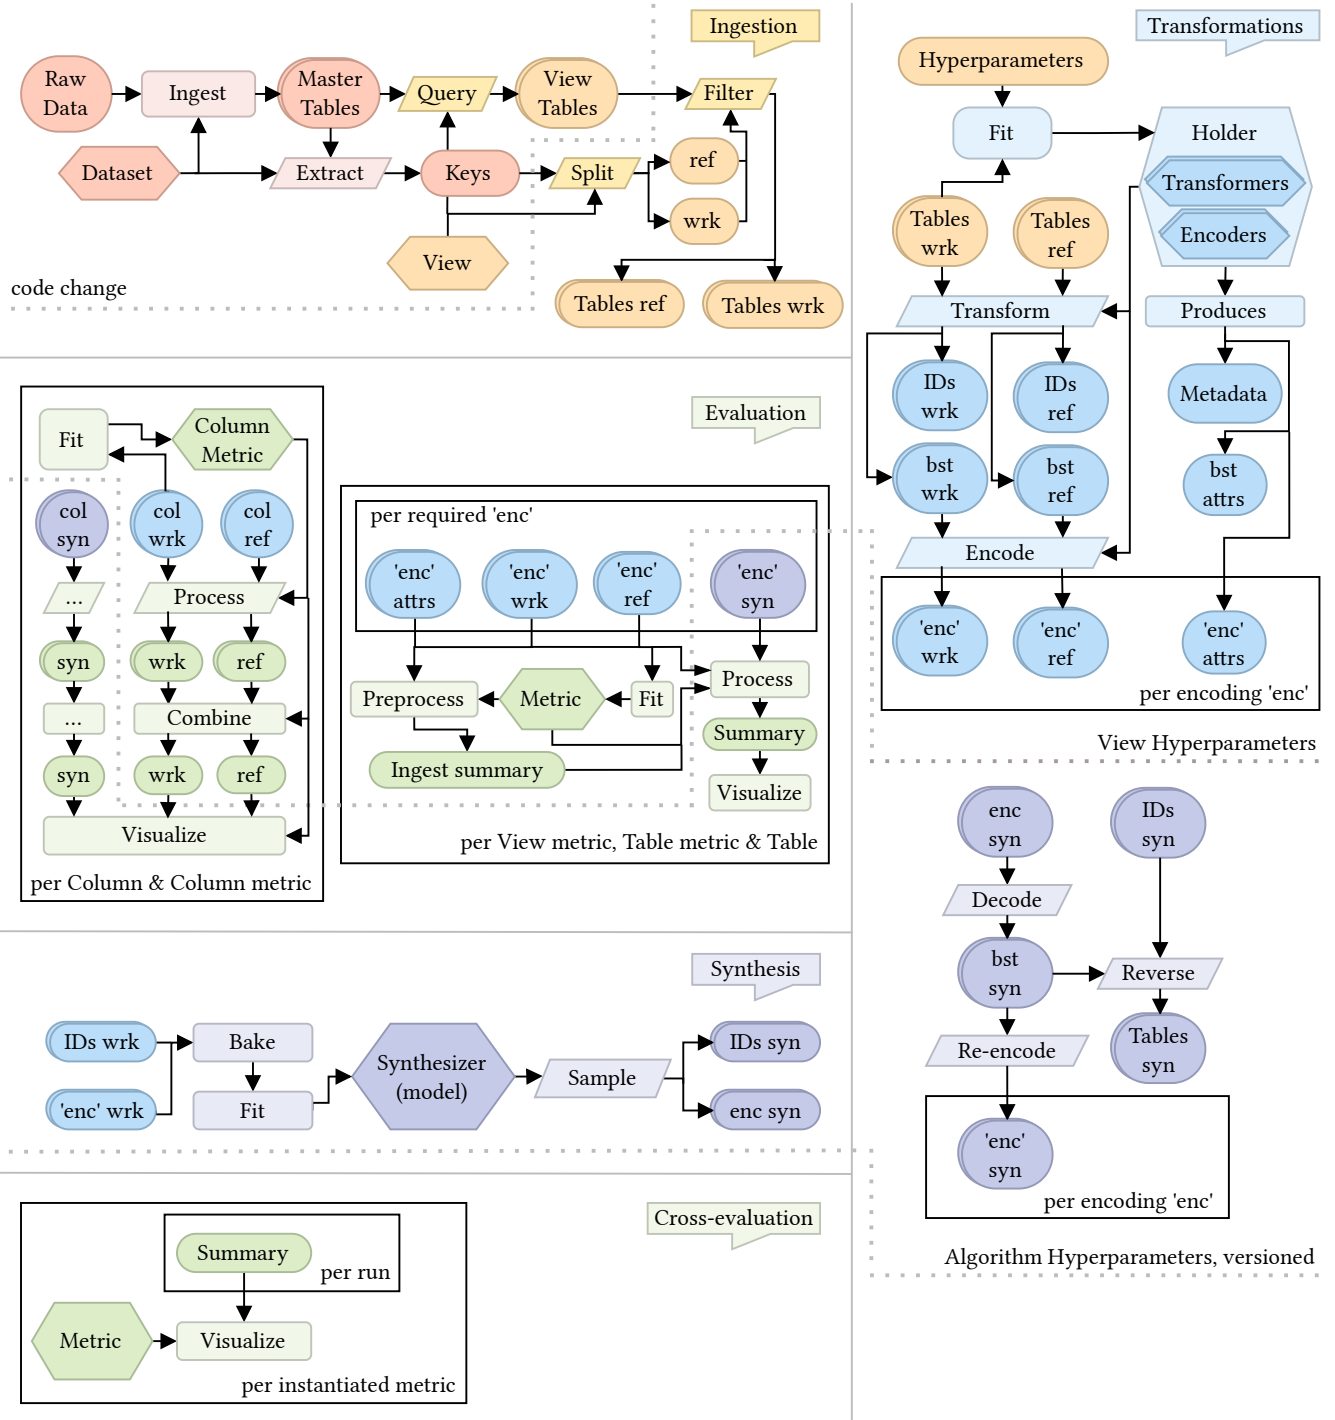 Ingestion
Raw
Data
Ingest
Master
Tables
Query
View
Tables
Filter
Dataset
Extract
Keys
Split
ref
wrk
View
code change
Tables ref
Tables wrk
Transformations
Hyperparameters
Fit
Holder
Transformers
Encoders
Tables
wrk
Tables
ref
Transform
Produces
IDs
wrk
IDs
ref
Metadata
bst
wrk
bst
ref
bst
attrs
Encode
'enc'
wrk
'enc'
ref
'enc'
attrs
per encoding 'enc'
View Hyperparameters
Evaluation
Fit
Column
Metric
col
syn
col
wrk
col
ref
...
Process
syn
wrk
ref
...
Combine
syn
wrk
ref
Visualize
per Column & Column metric
per required 'enc'
'enc'
attrs
'enc'
wrk
'enc'
ref
'enc'
syn
Preprocess
Metric
Fit
Process
Summary
Ingest summary
Visualize
per View metric, Table metric & Table
enc
syn
IDs
syn
Decode
bst
syn
Reverse
Re-encode
Tables
syn
'enc'
syn
per encoding 'enc'
Algorithm Hyperparameters, versioned
Synthesis
IDs wrk
Bake
'enc' wrk
Fit
Synthesizer
(model)
Sample
IDs syn
enc syn
Cross-evaluation
Summary
per run
Metric
Visualize
per instantiated metric